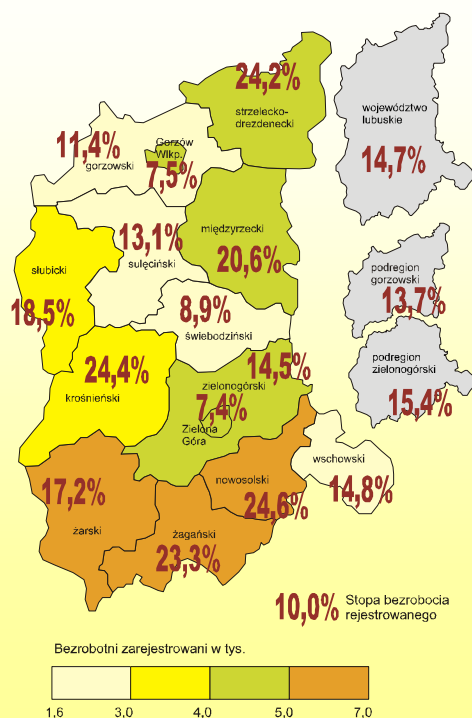 24,2%
strzelecko-
drezdenecki
województwo
lubuskie
14,7%
11,4%
gorzowski
Gorzów
Wlkp.
7,5%
13,1%
sulęciński
międzyrzecki
20,6%
słubicki
18,5%
podregion
gorzowski
13,7%
8,9%
świebodziński
podregion
zielonogórski
15,4%
24,4%
krośnieński
14,5%
zielonogórski
7,4%
Zielona
Góra
wschowski
14,8%
nowosolski
24,6%
17,2%
żarski
żagański
23,3%
10,0% Stopa bezrobocia
rejestrowanego
Bezrobotni zarejestrowani w tys.
1,6 3,0 4,0 5,0 7,0